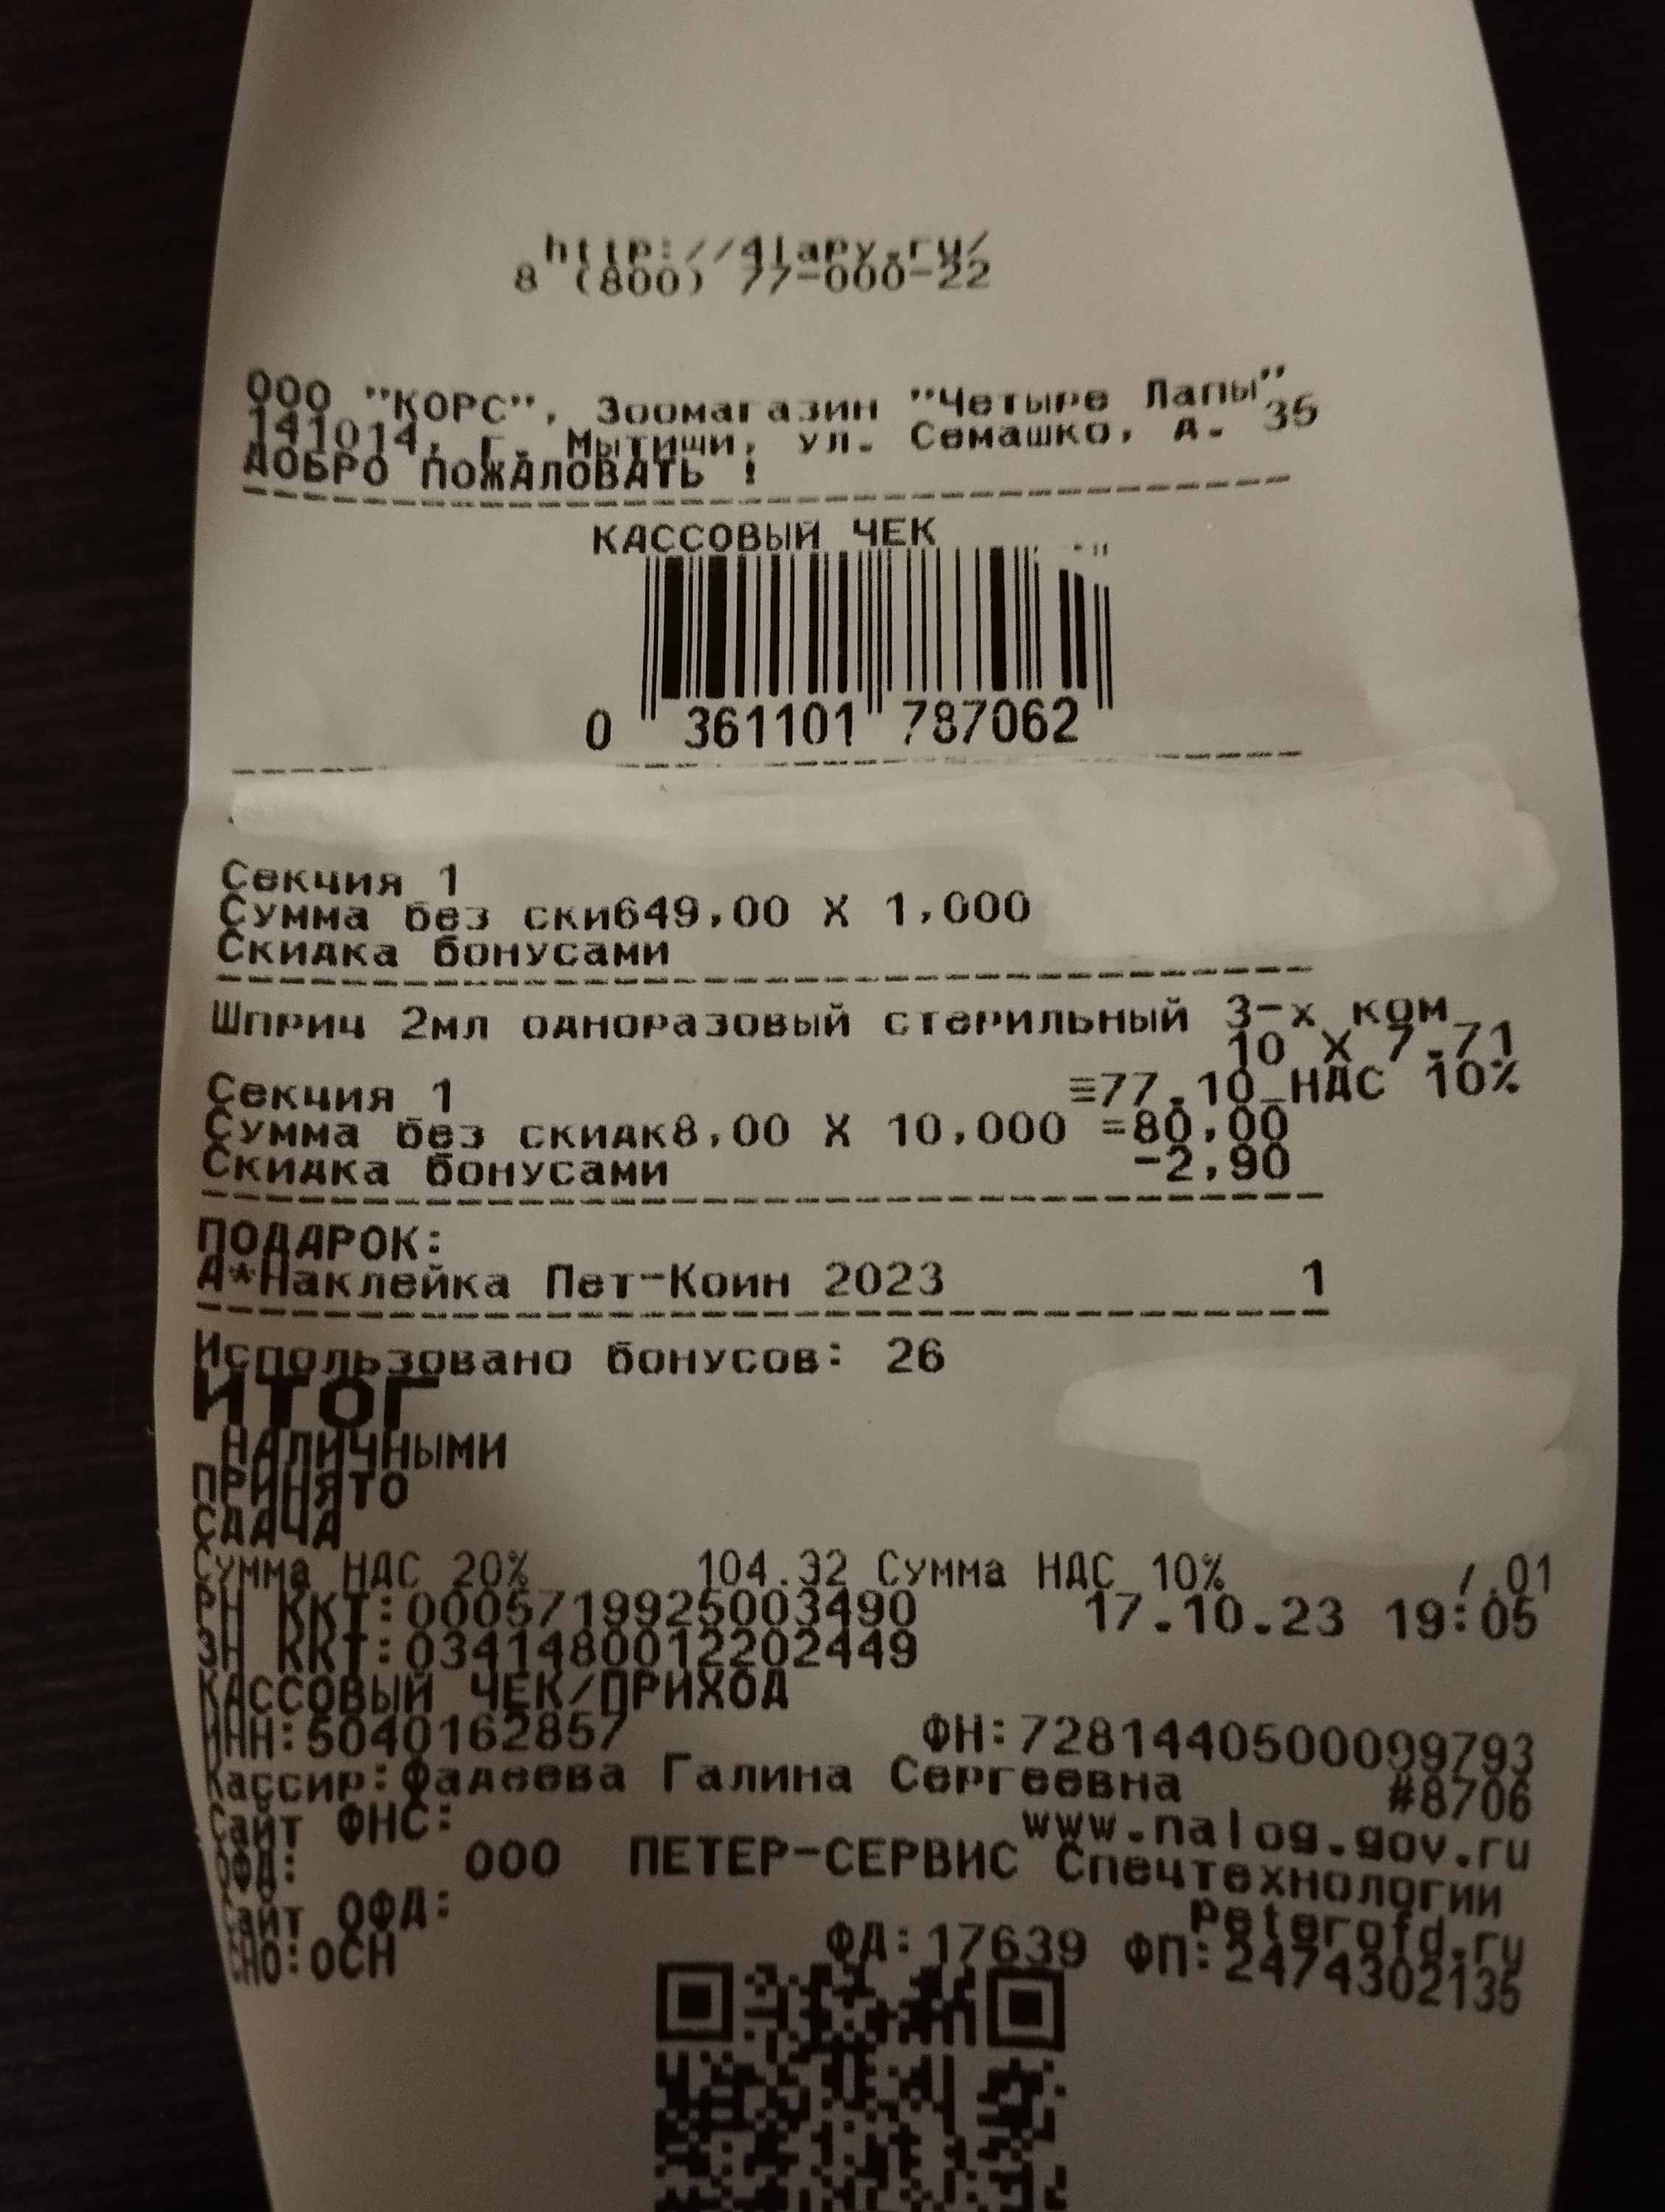 http://4lapy.ru/
8 (800) 77-000-22
ООО "КОРС", Зоомагазин "Четыре Лапы"
141014, г. Мытищи, ул. Семашко, д. 35
ДОБРО ПОЖАЛОВАТЬ !
КАССОВЫЙ ЧЕК
0 361101 787062
Секция 1
Сумма без ски649,00 X 1,000
Скидка бонусами
Шприц 2мл одноразовый стерильный 3-х ком
10 X 7.71
Секция 1 =77.10_НДС 10%
Сумма без скидк8,00 X 10,000 =80,00
Скидка бонусами -2,90
ПОДАРОК:
А*Наклейка Пет-Коин 2023 1
Использовано бонусов: 26
ИТОГ
НАЛИЧНЫМИ
ПРИНЯТО
СДАЧА
Сумма НДС 20% 104.32 Сумма НДС 10% 7.01
РН ККТ:0005719925003490 17.10.23 19:05
ЗН ККТ:0341480012202449
КАССОВЫЙ ЧЕК/ПРИХОД
ИНН:5040162857 ФН:7281440500099793
Кассир:Фадеева Галина Сергеевна #8706
Сайт ФНС: www.nalog.gov.ru
ОФД: ООО ПЕТЕР-СЕРВИС Спецтехнологии
Сайт ОФД: peterofd.ru
СНО:ОСН ФД:17639 ФП:2474302135